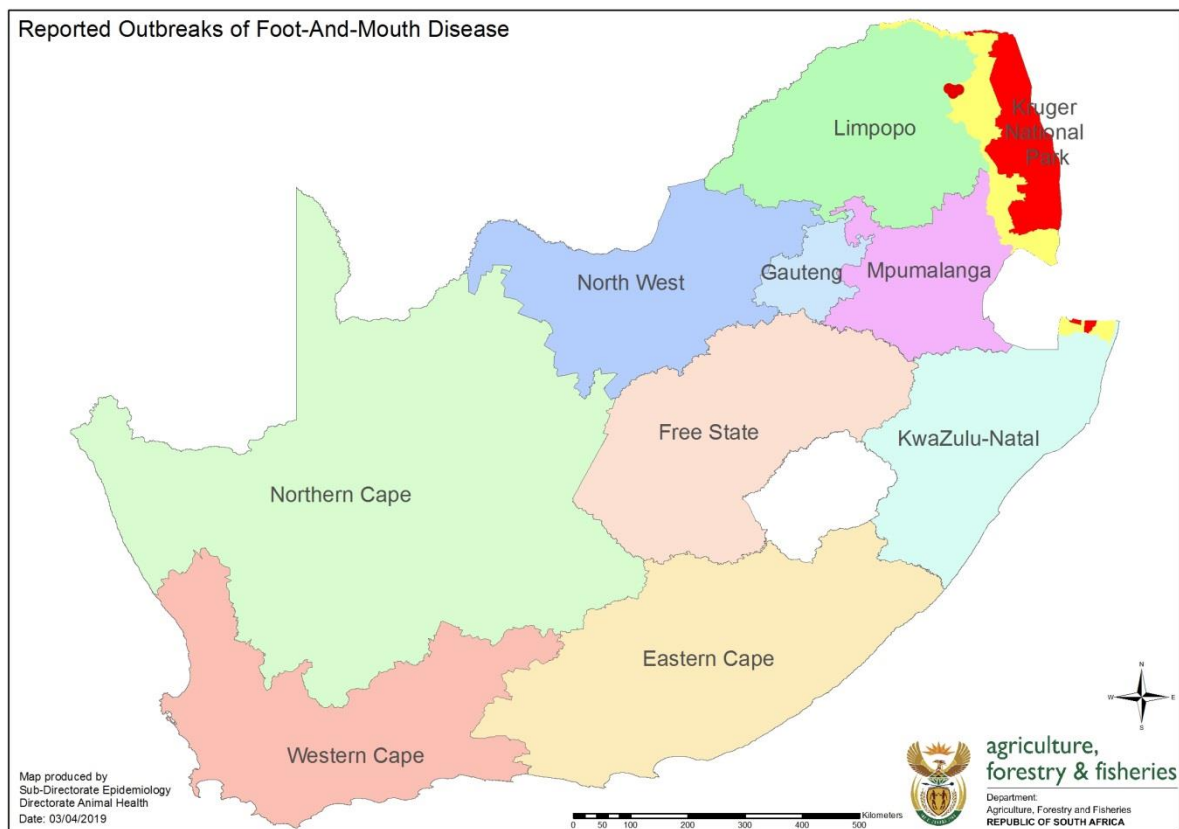 Reported Outbreaks of Foot-And-Mouth Disease
Limpopo
Kruger
National
Park
North West
Gauteng
Mpumalanga
Free State
KwaZulu-Natal
Northern Cape
Eastern Cape
Western Cape
N
W E
S
Map produced by
Sub-Directorate Epidemiology
Directorate Animal Health
Date: 03/04/2019
Kilometers
0 20 60 100 200 300 400 500
agriculture,
forestry & fisheries
Department:
Agriculture, Forestry and Fisheries
REPUBLIC OF SOUTH AFRICA